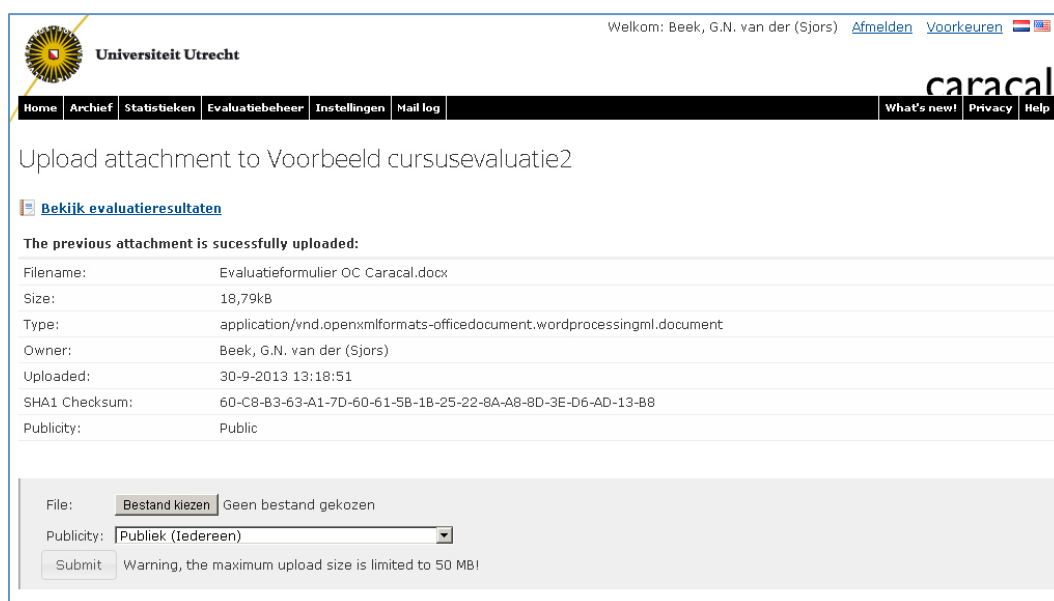 Welkom: Beek, G.N. van der (Sjors) Afmelden Voorkeuren
Universiteit Utrecht
caracal
Home Archief Statistieken Evaluatiebeheer Instellingen Mail log What's new! Privacy Help
Upload attachment to Voorbeeld cursusevaluatie2
Bekijk evaluatieresultaten
The previous attachment is sucessfully uploaded:
Filename: Evaluatieformulier OC Caracal.docx
Size: 18,79kB
Type: application/vnd.openxmlformats-officedocument.wordprocessingml.document
Owner: Beek, G.N. van der (Sjors)
Uploaded: 30-9-2013 13:18:51
SHA1 Checksum: 60-C8-B3-63-A1-7D-60-61-5B-1B-25-22-8A-A8-8D-3E-D6-AD-13-B8
Publicity: Public
File: Bestand kiezen Geen bestand gekozen
Publicity: Publiek (Iedereen)
Submit Warning, the maximum upload size is limited to 50 MB!